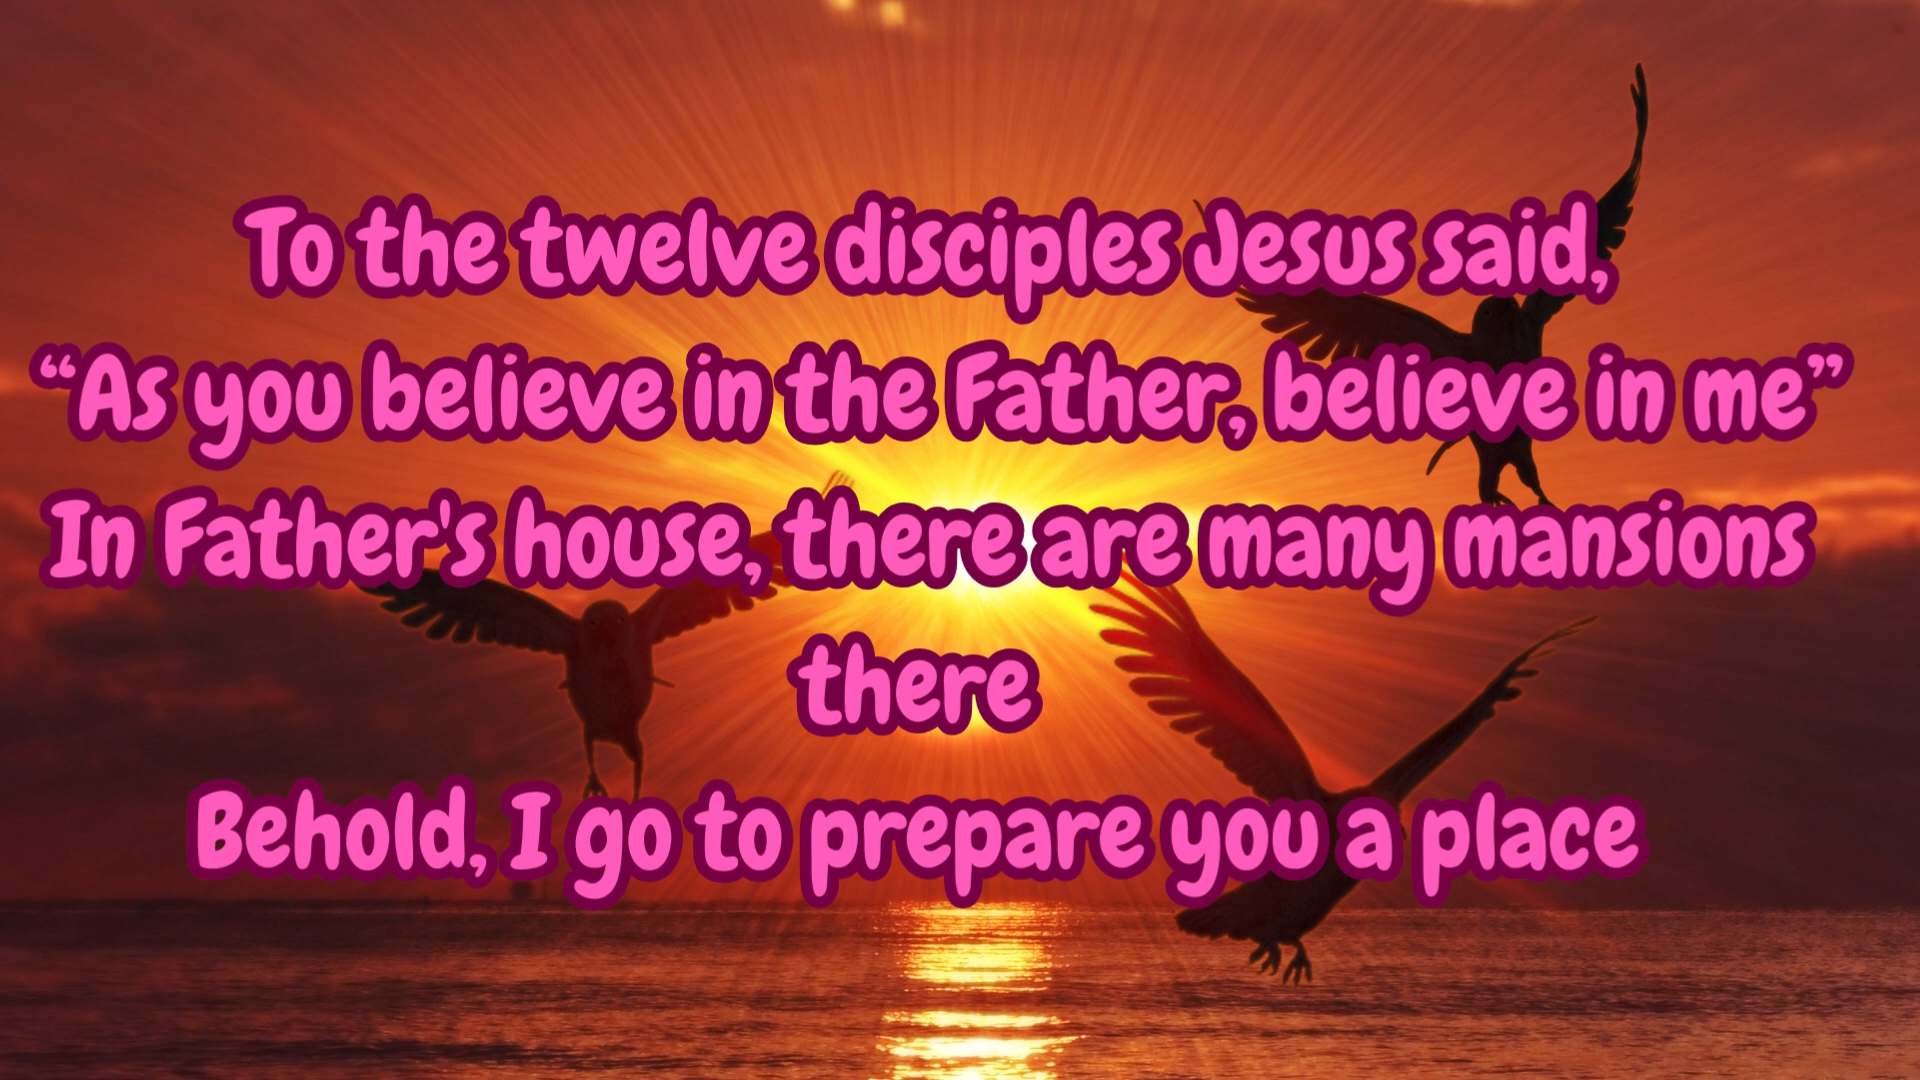 To the twelve disciples Jesus said,
“As you believe in the Father, believe in me”
In Father's house, there are many mansions
there
Behold, I go to prepare you a place